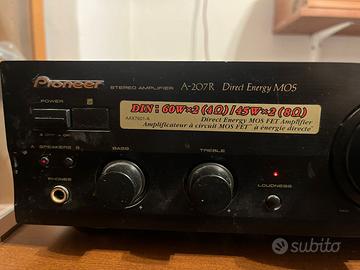 Pioneer STEREO AMPLIFIER A-207R Direct Energy MOS
POWER
DIN : 60W×2 (4Ω) / 45W×2 (8Ω)
Direct Energy MOS FET Amplifier
Amplificateur à circuit MOS FET "à énergie directe"
SPEAKERS
PHONES
BASS
TREBLE
LOUDNESS
subito